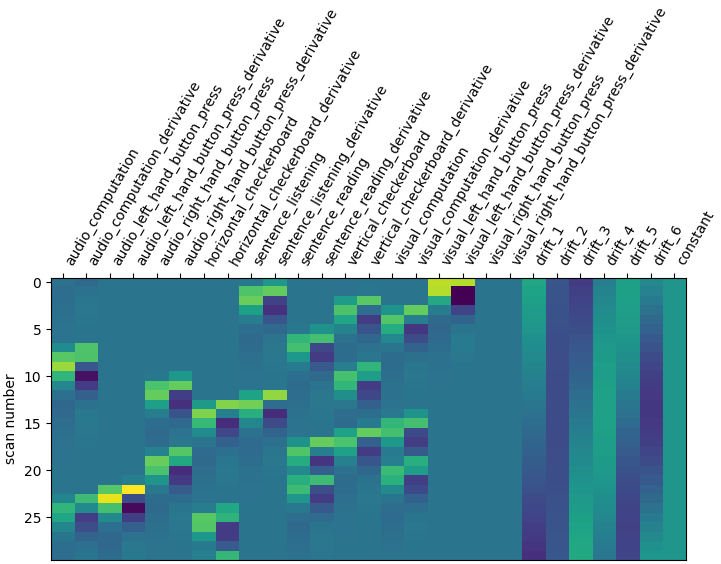 audio_computation
audio_computation_derivative
audio_left_hand_button_press
audio_left_hand_button_press_derivative
audio_right_hand_button_press
audio_right_hand_button_press_derivative
horizontal_checkerboard
horizontal_checkerboard_derivative
sentence_listening
sentence_listening_derivative
sentence_reading
sentence_reading_derivative
vertical_checkerboard
vertical_checkerboard_derivative
visual_computation
visual_computation_derivative
visual_left_hand_button_press
visual_left_hand_button_press_derivative
visual_right_hand_button_press
visual_right_hand_button_press_derivative
drift_1
drift_2
drift_3
drift_4
drift_5
drift_6
constant
scan number
0
5
10
15
20
25